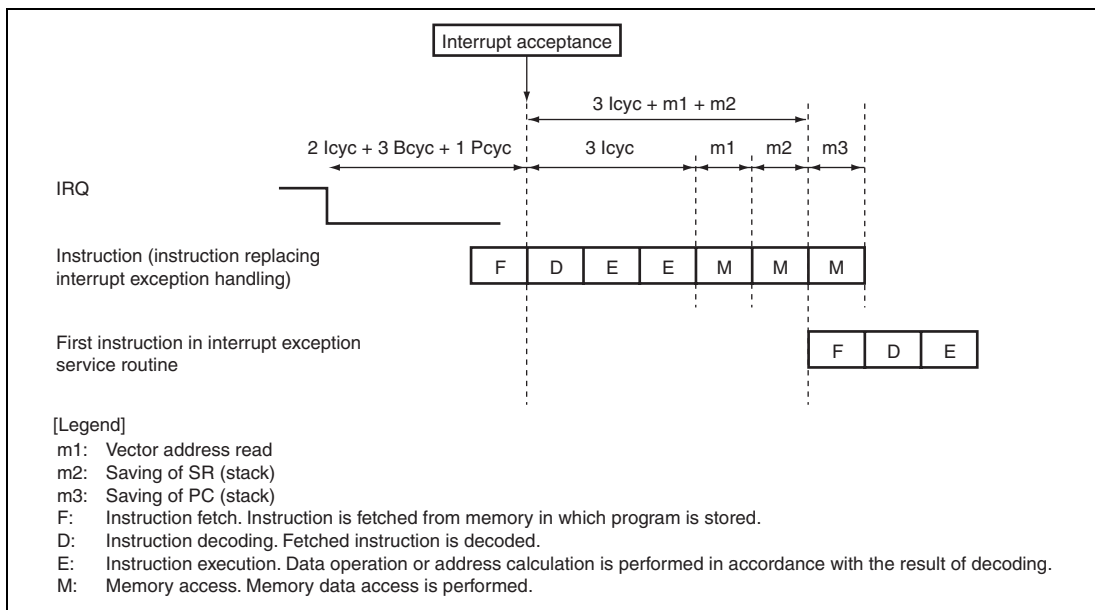 Interrupt acceptance
3 Icyc + m1 + m2
2 Icyc + 3 Bcyc + 1 Pcyc 3 Icyc m1 m2 m3
IRQ
Instruction (instruction replacing
interrupt exception handling)
F D E E M M M
First instruction in interrupt exception
service routine
F D E
[Legend]
m1: Vector address read
m2: Saving of SR (stack)
m3: Saving of PC (stack)
F: Instruction fetch. Instruction is fetched from memory in which program is stored.
D: Instruction decoding. Fetched instruction is decoded.
E: Instruction execution. Data operation or address calculation is performed in accordance with the result of decoding.
M: Memory access. Memory data access is performed.